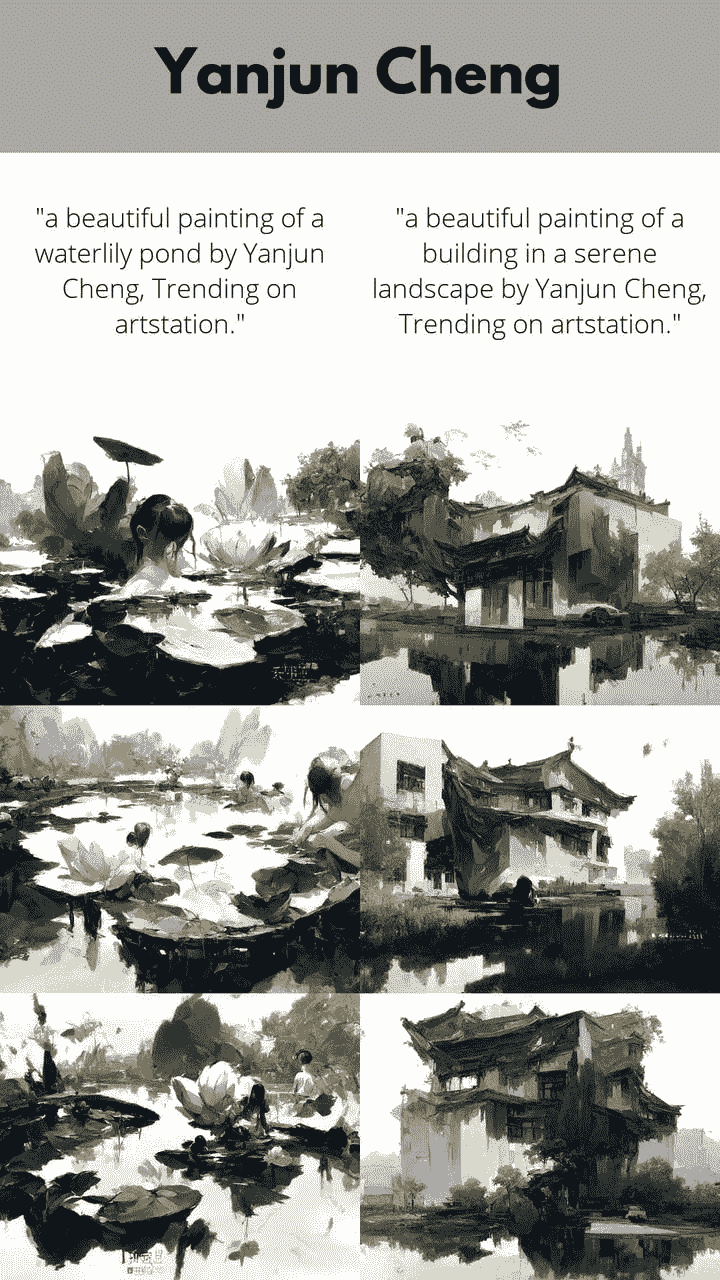 Yanjun Cheng
"a beautiful painting of a
waterlily pond by Yanjun
Cheng, Trending on
artstation."
"a beautiful painting of a
building in a serene
landscape by Yanjun Cheng,
Trending on artstation."